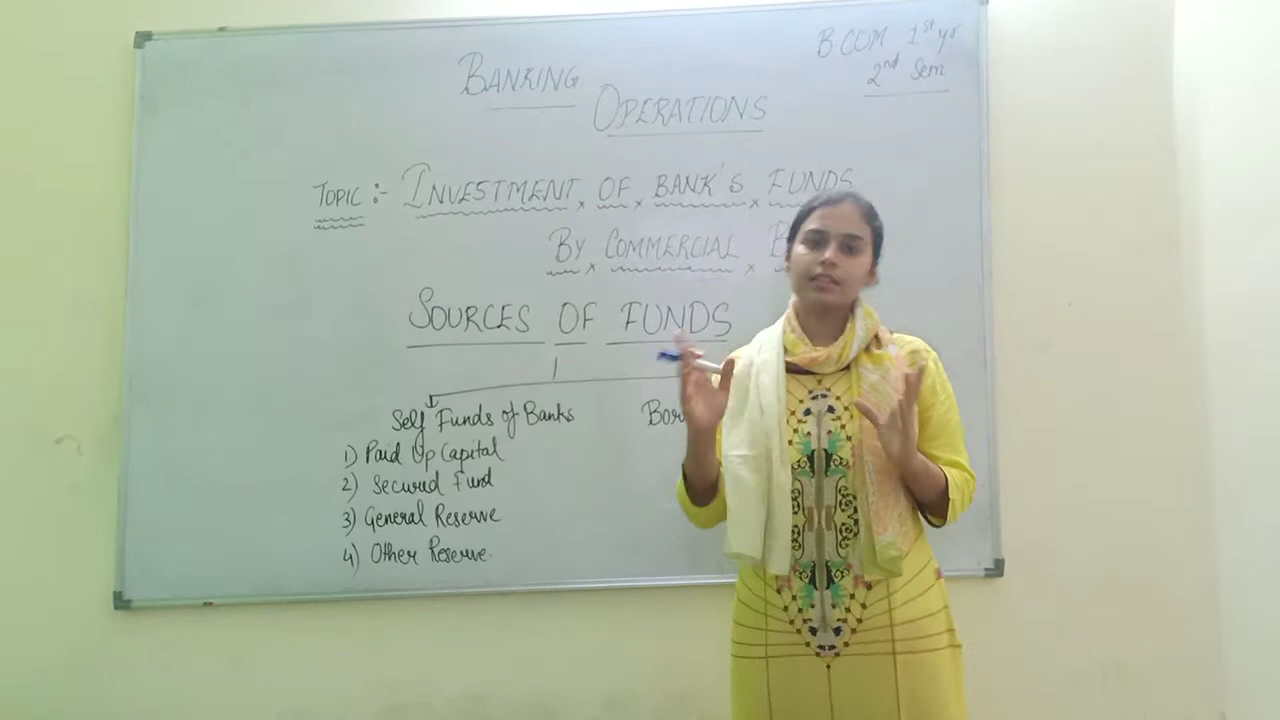 BANKING
OPERATIONS
B COM 1st yr
2nd Sem
TOPIC :- INVESTMENT OF BANK'S FUNDS
BY COMMERCIAL
SOURCES OF FUNDS
Self Funds of Banks
1) Paid Up Capital
2) Secured Fund
3) General Reserve
4) Other Reserve.